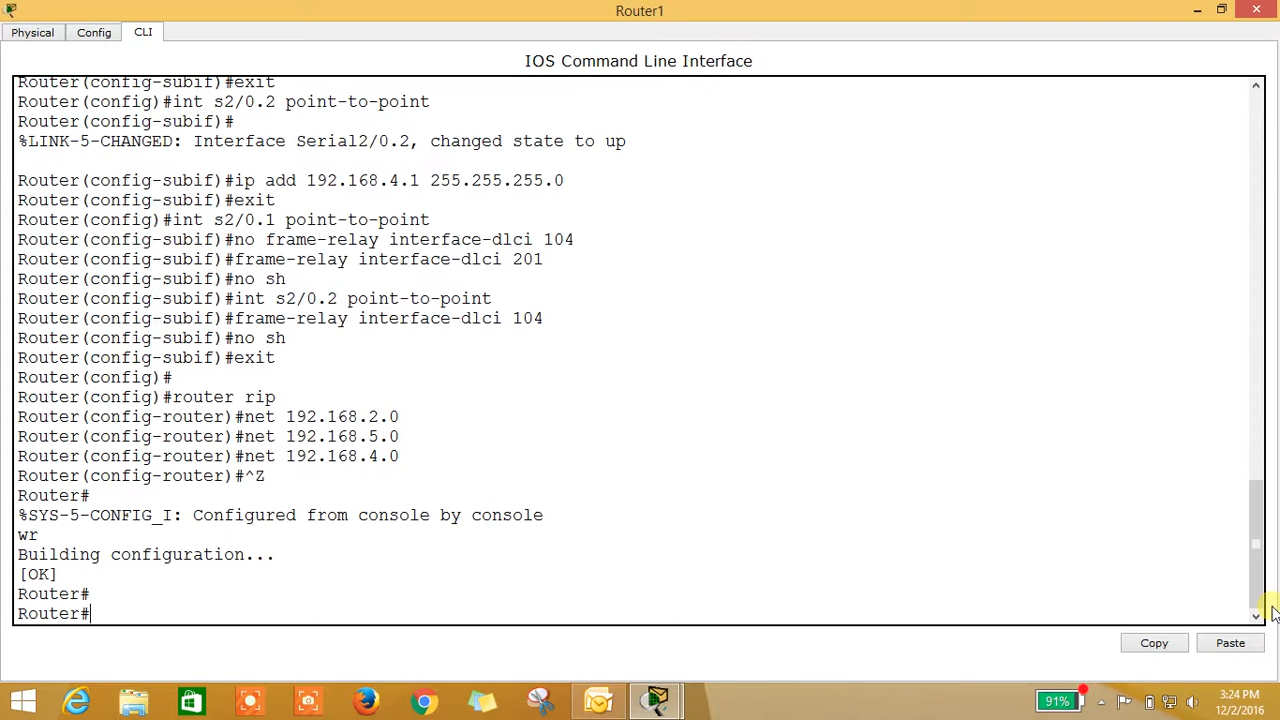 Router1
Physical Config CLI
IOS Command Line Interface
Router(config-subif)#exit
Router(config)#int s2/0.2 point-to-point
Router(config-subif)#
%LINK-5-CHANGED: Interface Serial2/0.2, changed state to up
Router(config-subif)#ip add 192.168.4.1 255.255.255.0
Router(config-subif)#exit
Router(config)#int s2/0.1 point-to-point
Router(config-subif)#no frame-relay interface-dlci 104
Router(config-subif)#frame-relay interface-dlci 201
Router(config-subif)#no sh
Router(config-subif)#int s2/0.2 point-to-point
Router(config-subif)#frame-relay interface-dlci 104
Router(config-subif)#no sh
Router(config-subif)#exit
Router(config)#
Router(config)#router rip
Router(config-router)#net 192.168.2.0
Router(config-router)#net 192.168.5.0
Router(config-router)#net 192.168.4.0
Router(config-router)#^Z
Router#
%SYS-5-CONFIG_I: Configured from console by console
wr
Building configuration...
[OK]
Router#
Router#
Copy Paste
91% 3:24 PM
12/2/2016